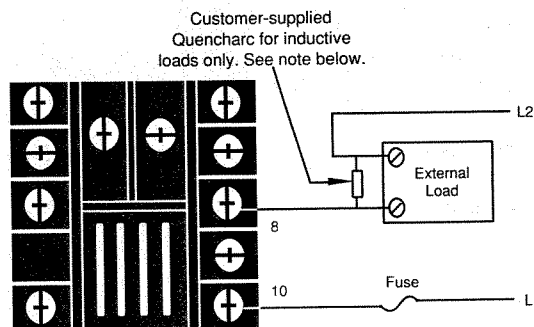 Customer-supplied
Quencharc for inductive
loads only. See note below.
L2
External
Load
8
10
Fuse
L